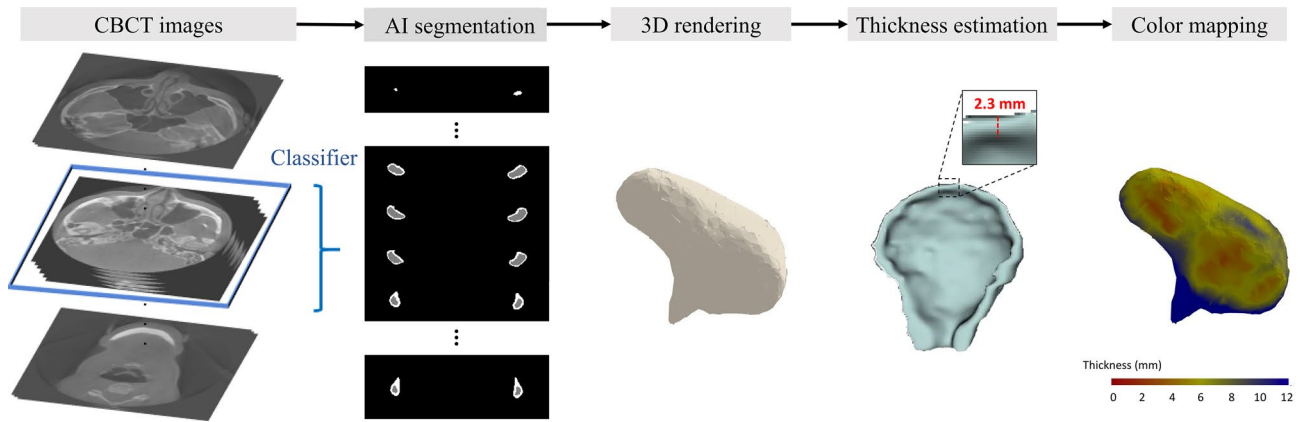 CBCT images
AI segmentation
3D rendering
Thickness estimation
Color mapping
Classifier
2.3 mm
Thickness (mm)
0 2 4 6 8 10 12